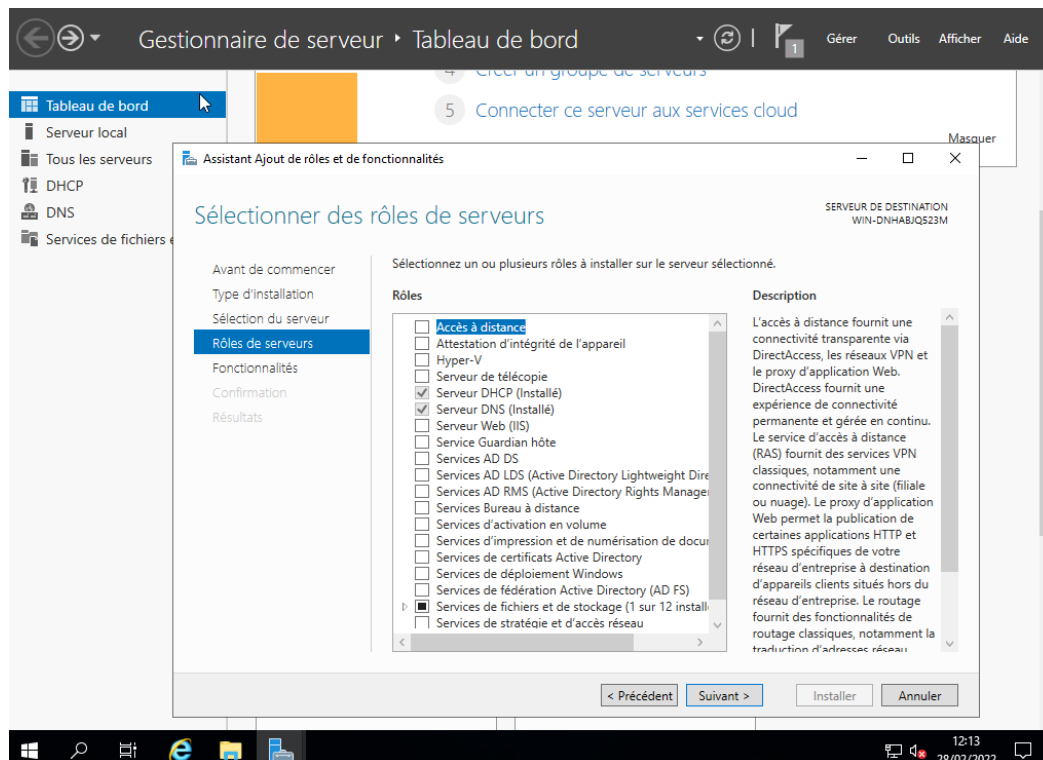 Gestionnaire de serveur ‣ Tableau de bord
1
Gérer
Outils
Afficher
Aide
4 Créer un groupe de serveurs
5 Connecter ce serveur aux services cloud
Masquer
Tableau de bord
Serveur local
Tous les serveurs
DHCP
DNS
Services de fichiers e
Assistant Ajout de rôles et de fonctionnalités
Sélectionner des rôles de serveurs
SERVEUR DE DESTINATION
WIN-DNHABJQ523M
Avant de commencer
Type d'installation
Sélection du serveur
Rôles de serveurs
Fonctionnalités
Confirmation
Résultats
Sélectionnez un ou plusieurs rôles à installer sur le serveur sélectionné.
Rôles
Accès à distance
Attestation d'intégrité de l'appareil
Hyper-V
Serveur de télécopie
Serveur DHCP (Installé)
Serveur DNS (Installé)
Serveur Web (IIS)
Service Guardian hôte
Services AD DS
Services AD LDS (Active Directory Lightweight Dire
Services AD RMS (Active Directory Rights Manage
Services Bureau à distance
Services d'activation en volume
Services d'impression et de numérisation de docu
Services de certificats Active Directory
Services de déploiement Windows
Services de fédération Active Directory (AD FS)
Services de fichiers et de stockage (1 sur 12 install
Services de stratégie et d'accès réseau
Description
L'accès à distance fournit une
connectivité transparente via
DirectAccess, les réseaux VPN et
le proxy d'application Web.
DirectAccess fournit une
expérience de connectivité
permanente et gérée en continu.
Le service d'accès à distance
(RAS) fournit des services VPN
classiques, notamment une
connectivité de site à site (filiale
ou nuage). Le proxy d'application
Web permet la publication de
certaines applications HTTP et
HTTPS spécifiques de votre
réseau d'entreprise à destination
d'appareils clients situés hors du
réseau d'entreprise. Le routage
fournit des fonctionnalités de
routage classiques, notamment la
traduction d'adresses réseau
< Précédent
Suivant >
Installer
Annuler
12:13
28/02/2022